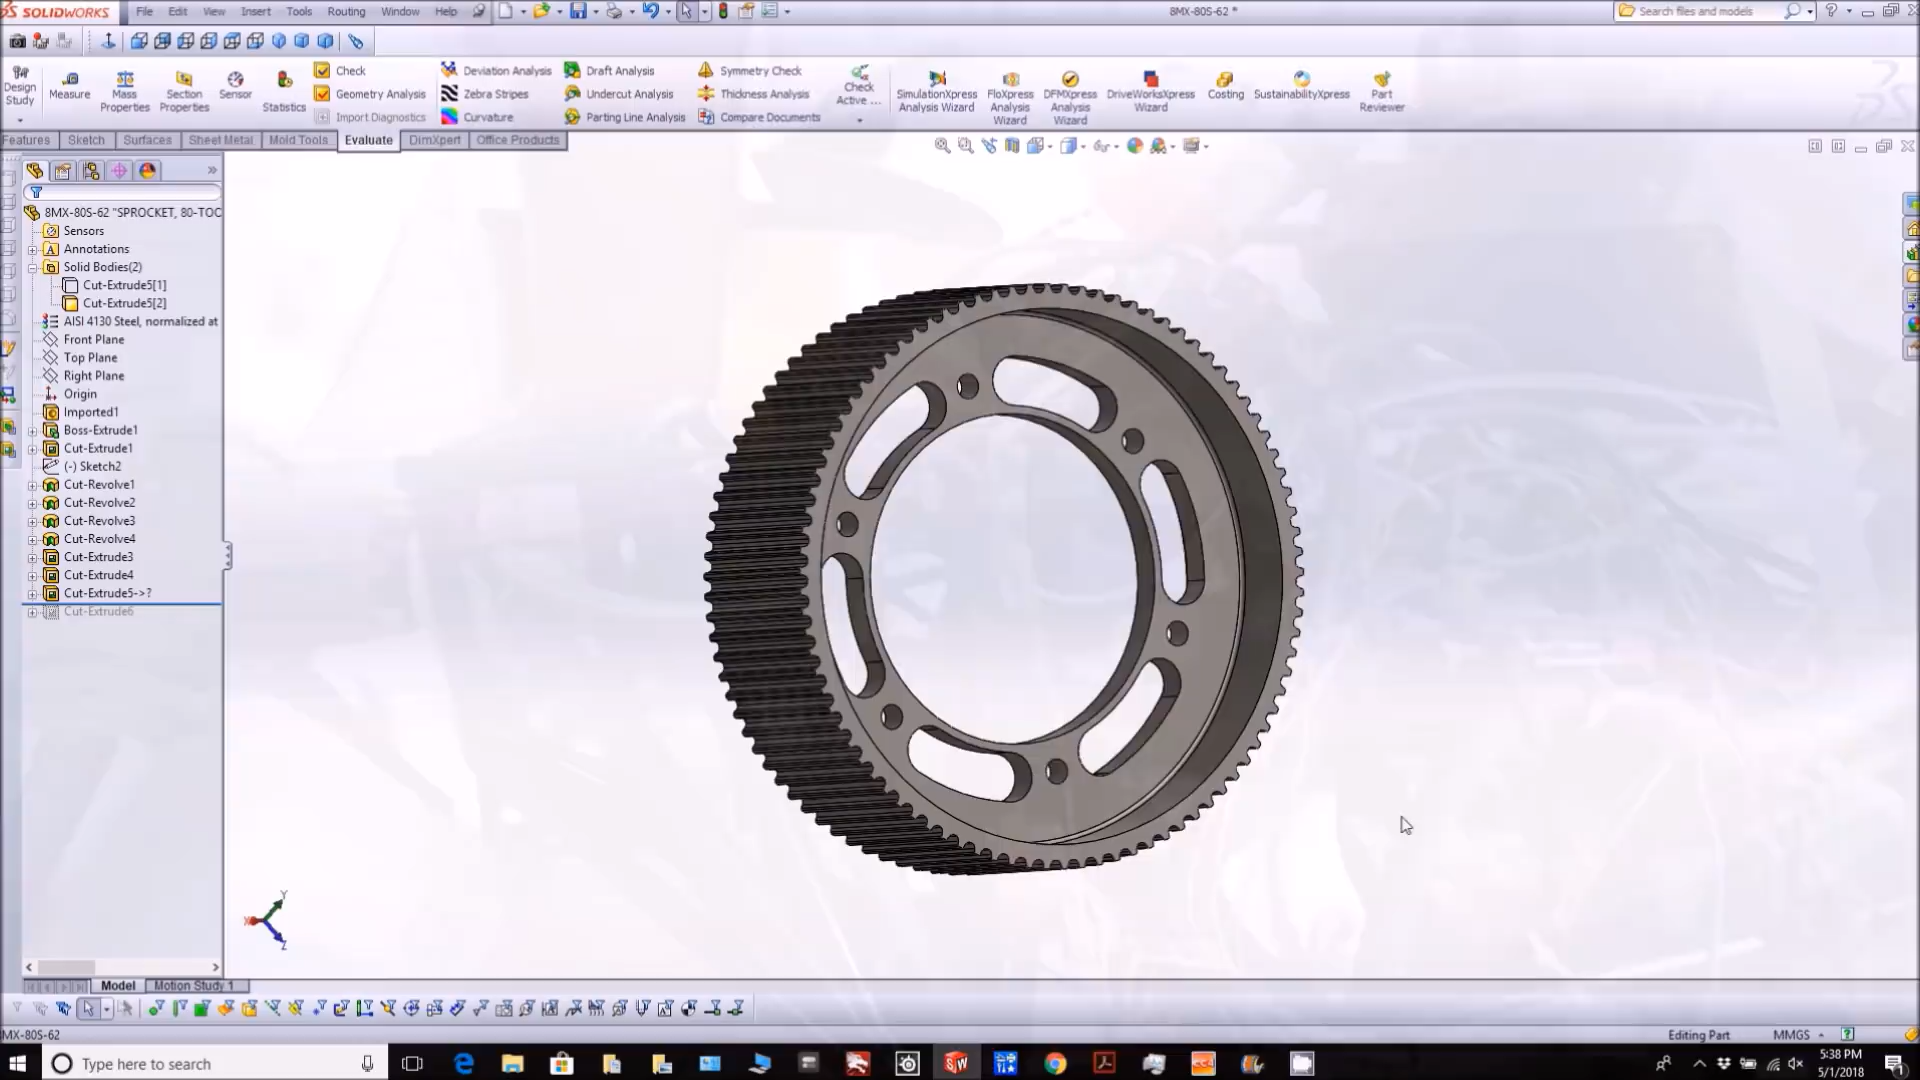 SOLIDWORKS File Edit View Insert Tools Routing Window Help 8MX-80S-62 * Search files and models
Design Study
Measure
Mass Properties
Section Properties
Sensor
Statistics
Check
Geometry Analysis
Import Diagnostics
Deviation Analysis
Zebra Stripes
Curvature
Draft Analysis
Undercut Analysis
Parting Line Analysis
Symmetry Check
Thickness Analysis
Compare Documents
Check Active ...
SimulationXpress Analysis Wizard
FloXpress Analysis Wizard
DFMXpress Analysis Wizard
DriveWorksXpress Wizard
Costing
SustainabilityXpress
Part Reviewer
Features Sketch Surfaces Sheet Metal Mold Tools Evaluate DimXpert Office Products
8MX-80S-62 "SPROCKET, 80-TOO
Sensors
Annotations
Solid Bodies(2)
Cut-Extrude5[1]
Cut-Extrude5[2]
AISI 4130 Steel, normalized at
Front Plane
Top Plane
Right Plane
Origin
Imported1
Boss-Extrude1
Cut-Extrude1
(-) Sketch2
Cut-Revolve1
Cut-Revolve2
Cut-Revolve3
Cut-Revolve4
Cut-Extrude3
Cut-Extrude4
Cut-Extrude5->?
Cut-Extrude6
Y
X
Z
Model Motion Study 1
MX-80S-62 Editing Part MMGS
Type here to search
5:38 PM
5/1/2018